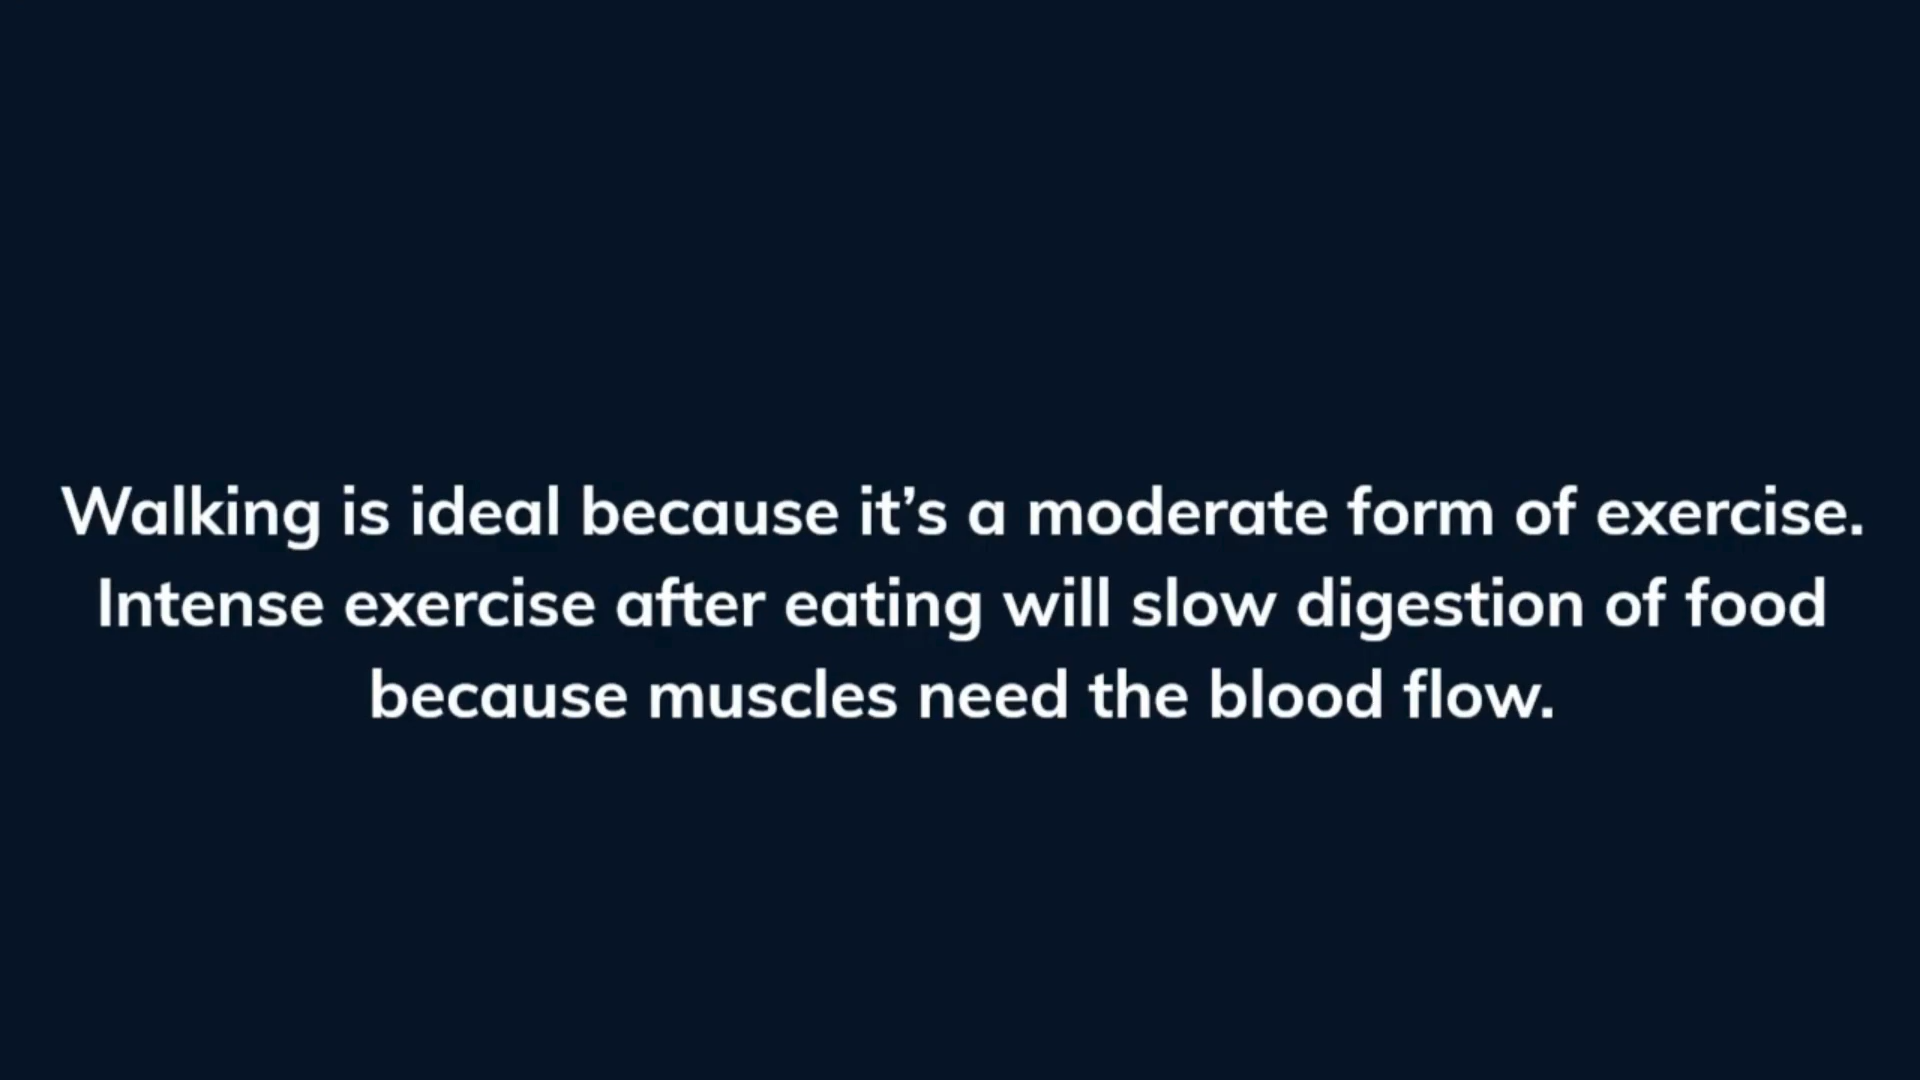 Walking is ideal because it’s a moderate form of exercise.
Intense exercise after eating will slow digestion of food
because muscles need the blood flow.